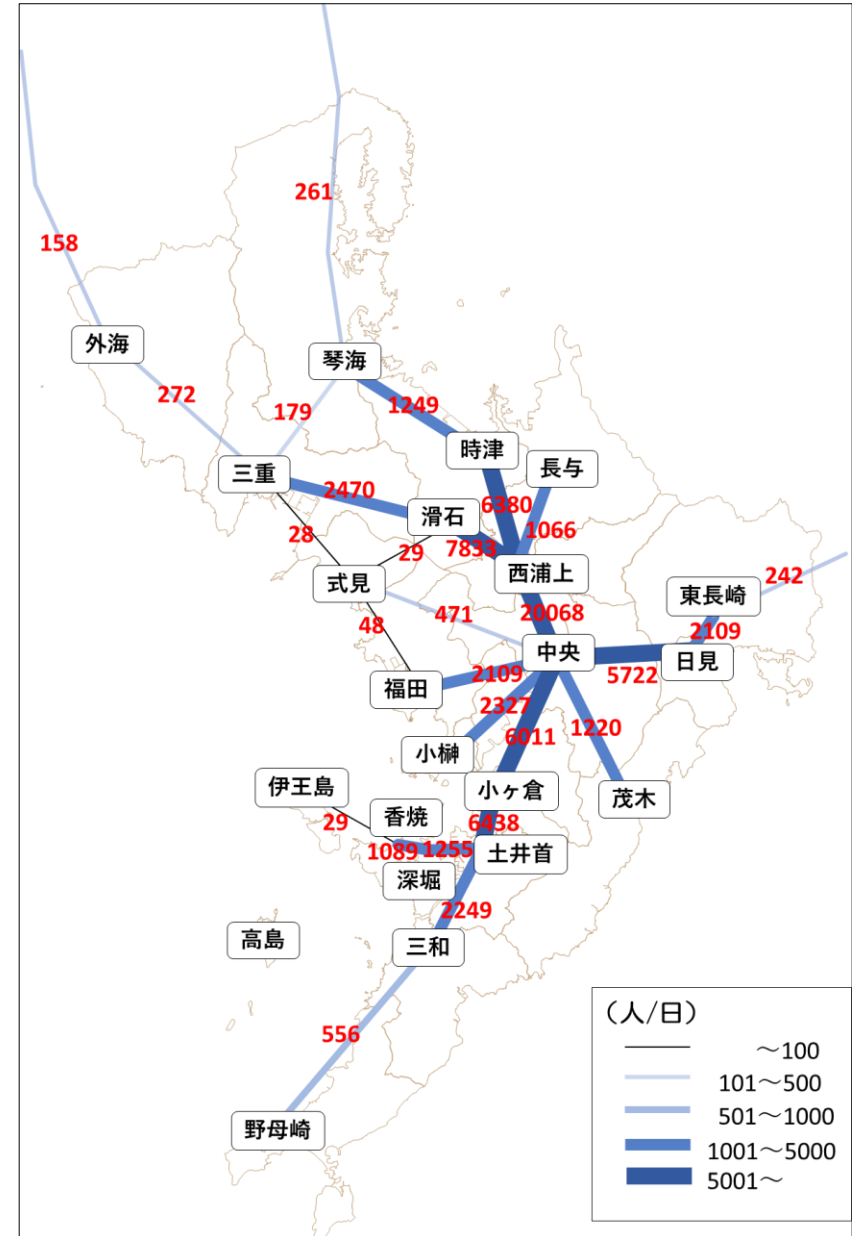 261
158
外海
琴海
272
179
1249
時津
長与
三重
2470
6380
滑石
1066
28
29
7833
西浦上
式見
242
東長崎
471
20068
2109
48
中央
日見
福田
2109
5722
2327
6011
1220
小榊
伊王島
小ヶ倉
茂木
香焼
29
6438
1089
1255
土井首
深堀
2249
高島
三和
556
野母崎
(人/日)
～100
101～500
501～1000
1001～5000
5001～